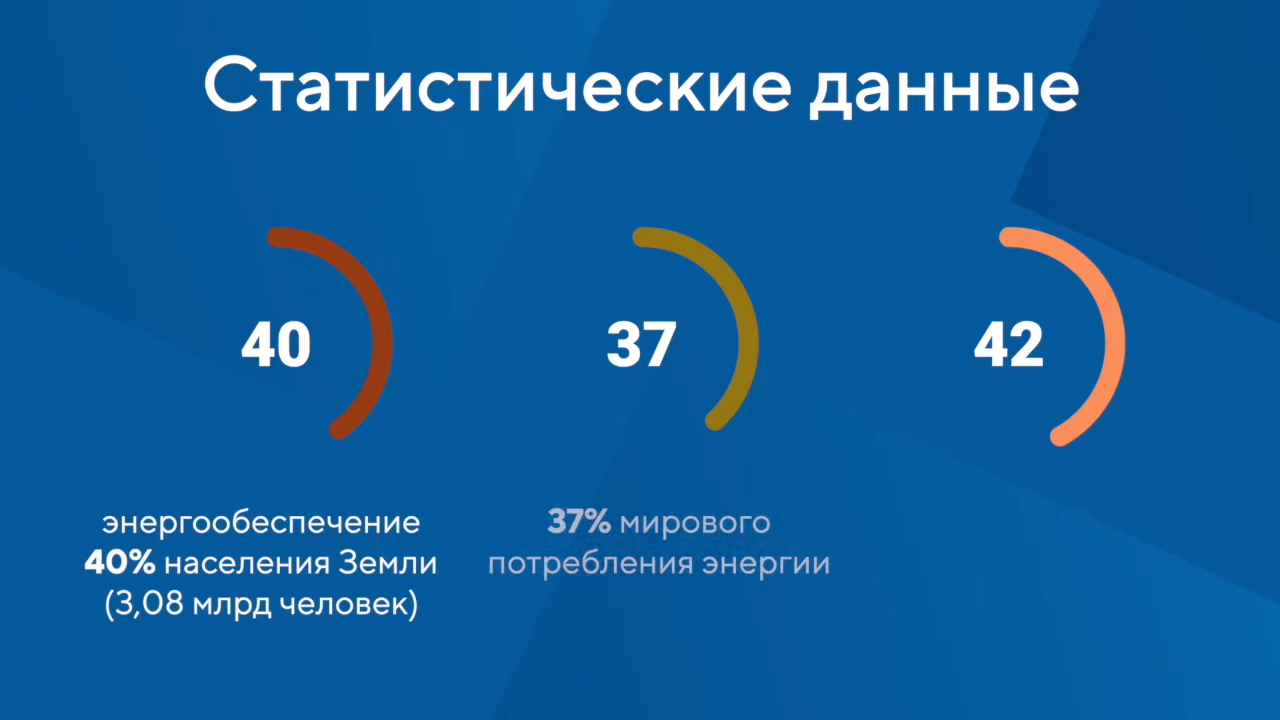 Статистические данные
40
37
42
энергообеспечение
40% населения Земли
(3,08 млрд человек)
37% мирового
потребления энергии